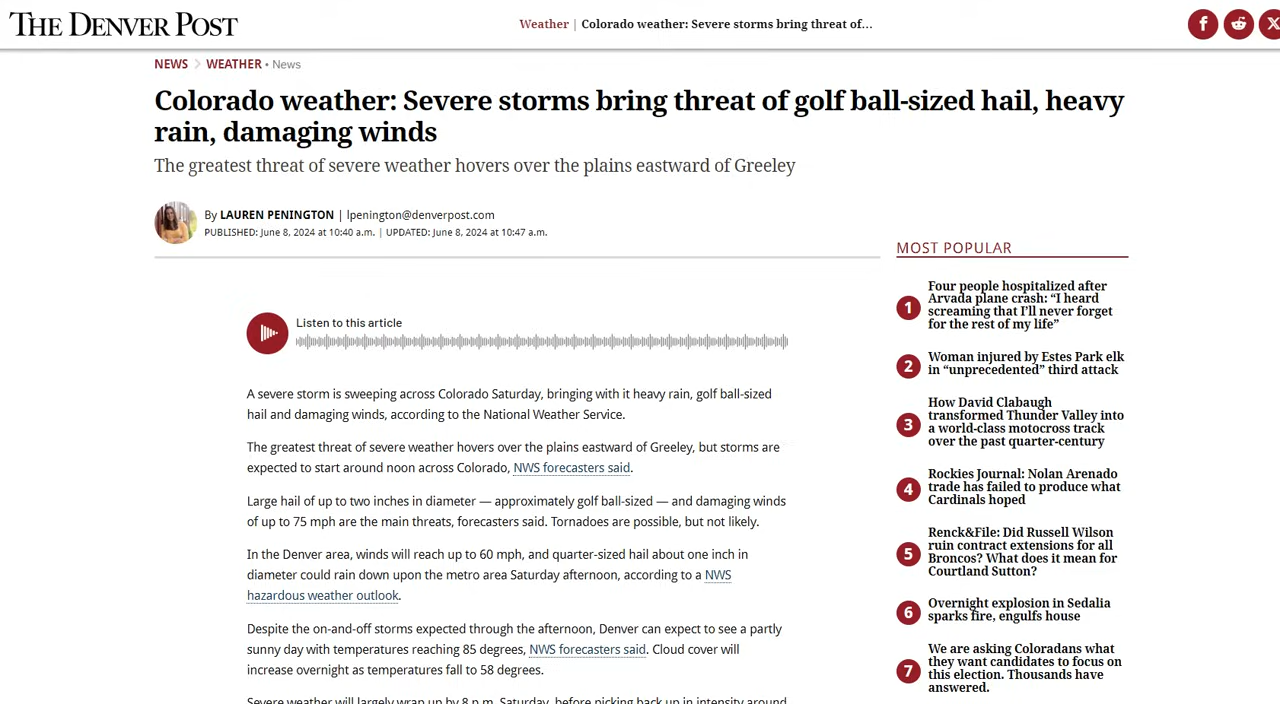 THE DENVER POST
Weather | Colorado weather: Severe storms bring threat of...
NEWS > WEATHER • News
Colorado weather: Severe storms bring threat of golf ball-sized hail, heavy
rain, damaging winds
The greatest threat of severe weather hovers over the plains eastward of Greeley
By LAUREN PENINGTON | lpenington@denverpost.com
PUBLISHED: June 8, 2024 at 10:40 a.m. | UPDATED: June 8, 2024 at 10:47 a.m.
Listen to this article
A severe storm is sweeping across Colorado Saturday, bringing with it heavy rain, golf ball-sized
hail and damaging winds, according to the National Weather Service.
The greatest threat of severe weather hovers over the plains eastward of Greeley, but storms are
expected to start around noon across Colorado, NWS forecasters said.
Large hail of up to two inches in diameter — approximately golf ball-sized — and damaging winds
of up to 75 mph are the main threats, forecasters said. Tornadoes are possible, but not likely.
In the Denver area, winds will reach up to 60 mph, and quarter-sized hail about one inch in
diameter could rain down upon the metro area Saturday afternoon, according to a NWS
hazardous weather outlook.
Despite the on-and-off storms expected through the afternoon, Denver can expect to see a partly
sunny day with temperatures reaching 85 degrees, NWS forecasters said. Cloud cover will
increase overnight as temperatures fall to 58 degrees.
Severe weather will largely wrap up by 8 p.m. Saturday, before picking back up in intensity around
MOST POPULAR
1
Four people hospitalized after
Arvada plane crash: “I heard
screaming that I’ll never forget
for the rest of my life”
2
Woman injured by Estes Park elk
in “unprecedented” third attack
3
How David Clabaugh
transformed Thunder Valley into
a world-class motocross track
over the past quarter-century
4
Rockies Journal: Nolan Arenado
trade has failed to produce what
Cardinals hoped
5
Renck&File: Did Russell Wilson
ruin contract extensions for all
Broncos? What does it mean for
Courtland Sutton?
6
Overnight explosion in Sedalia
sparks fire, engulfs house
7
We are asking Coloradans what
they want candidates to focus on
this election. Thousands have
answered.